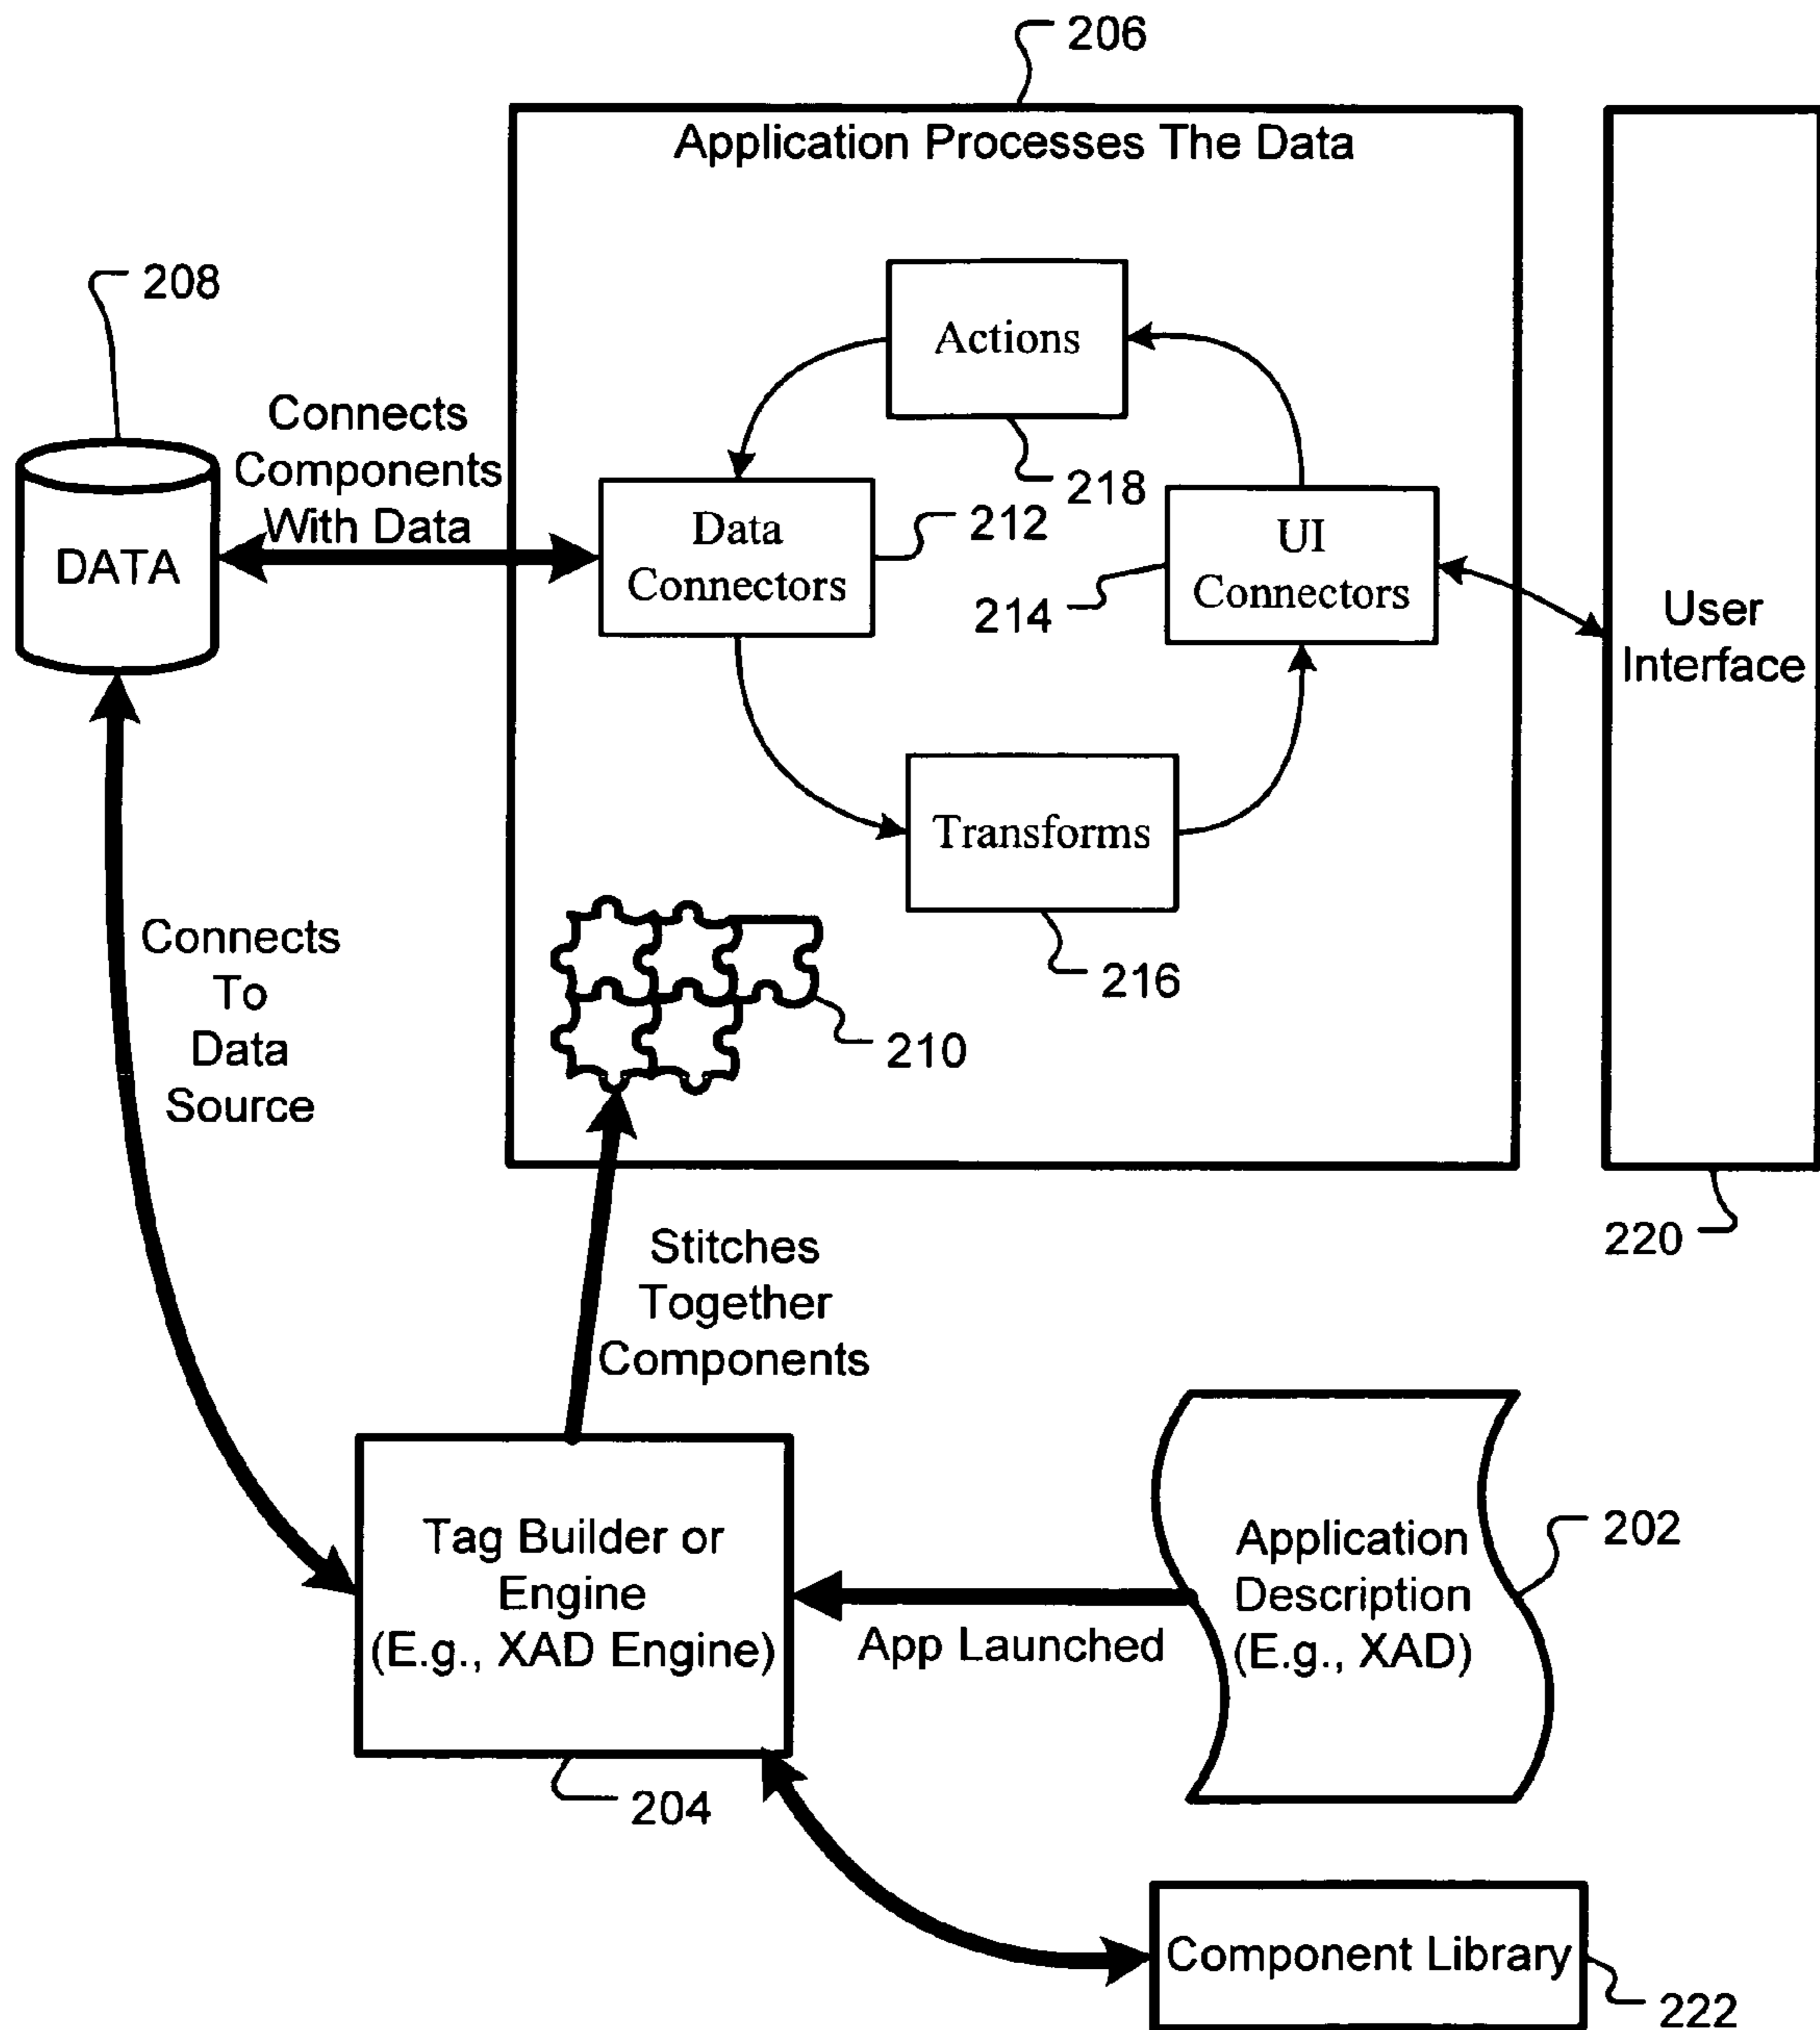 206
Application Processes The Data
208
Actions
Connects
Components
With Data
218
Data
Connectors
212
UI
Connectors
214
DATA
User
Interface
Transforms
216
Connects
To
Data
Source
210
220
Stitches
Together
Components
Tag Builder or
Engine
(E.g., XAD Engine)
App Launched
Application
Description
(E.g., XAD)
202
204
Component Library
222